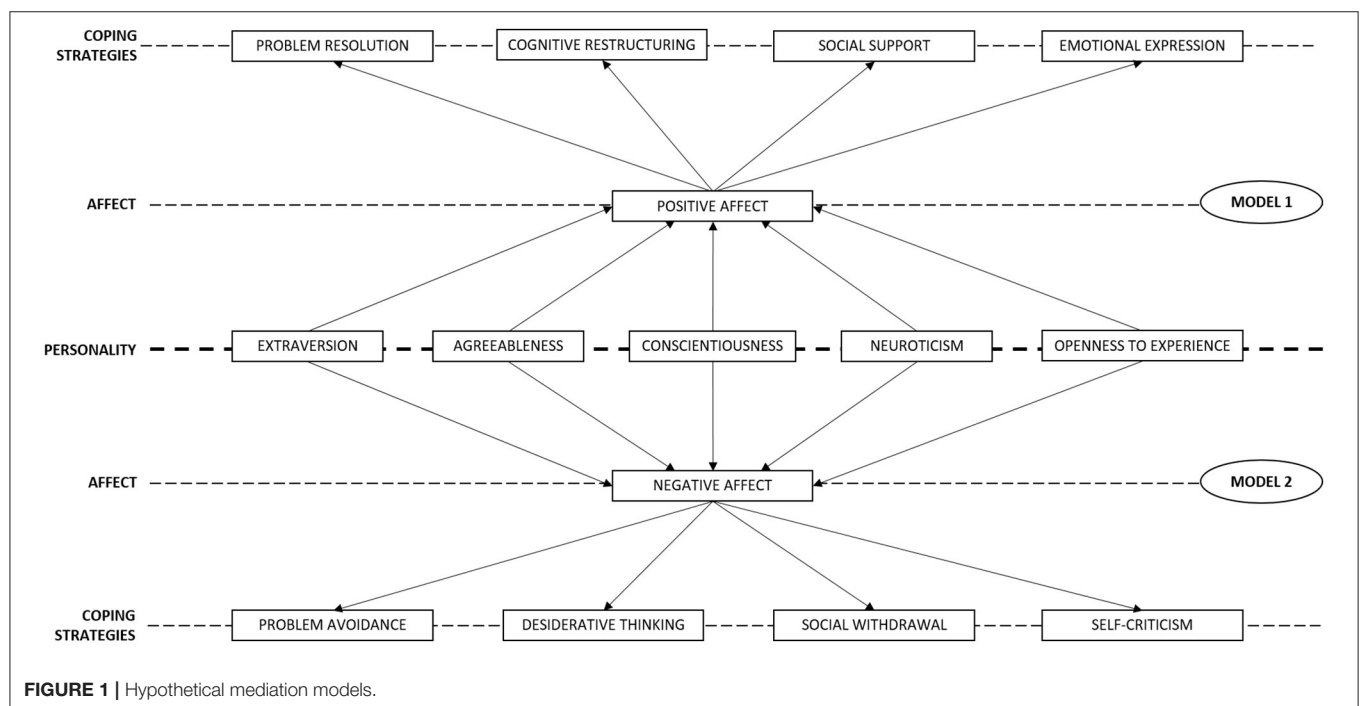 COPING
STRATEGIES
PROBLEM RESOLUTION
COGNITIVE RESTRUCTURING
SOCIAL SUPPORT
EMOTIONAL EXPRESSION
AFFECT
POSITIVE AFFECT
MODEL 1
PERSONALITY
EXTRAVERSION
AGREEABLENESS
CONSCIENTIOUSNESS
NEUROTICISM
OPENNESS TO EXPERIENCE
AFFECT
NEGATIVE AFFECT
MODEL 2
COPING
STRATEGIES
PROBLEM AVOIDANCE
DESIDERATIVE THINKING
SOCIAL WITHDRAWAL
SELF-CRITICISM
FIGURE 1 | Hypothetical mediation models.